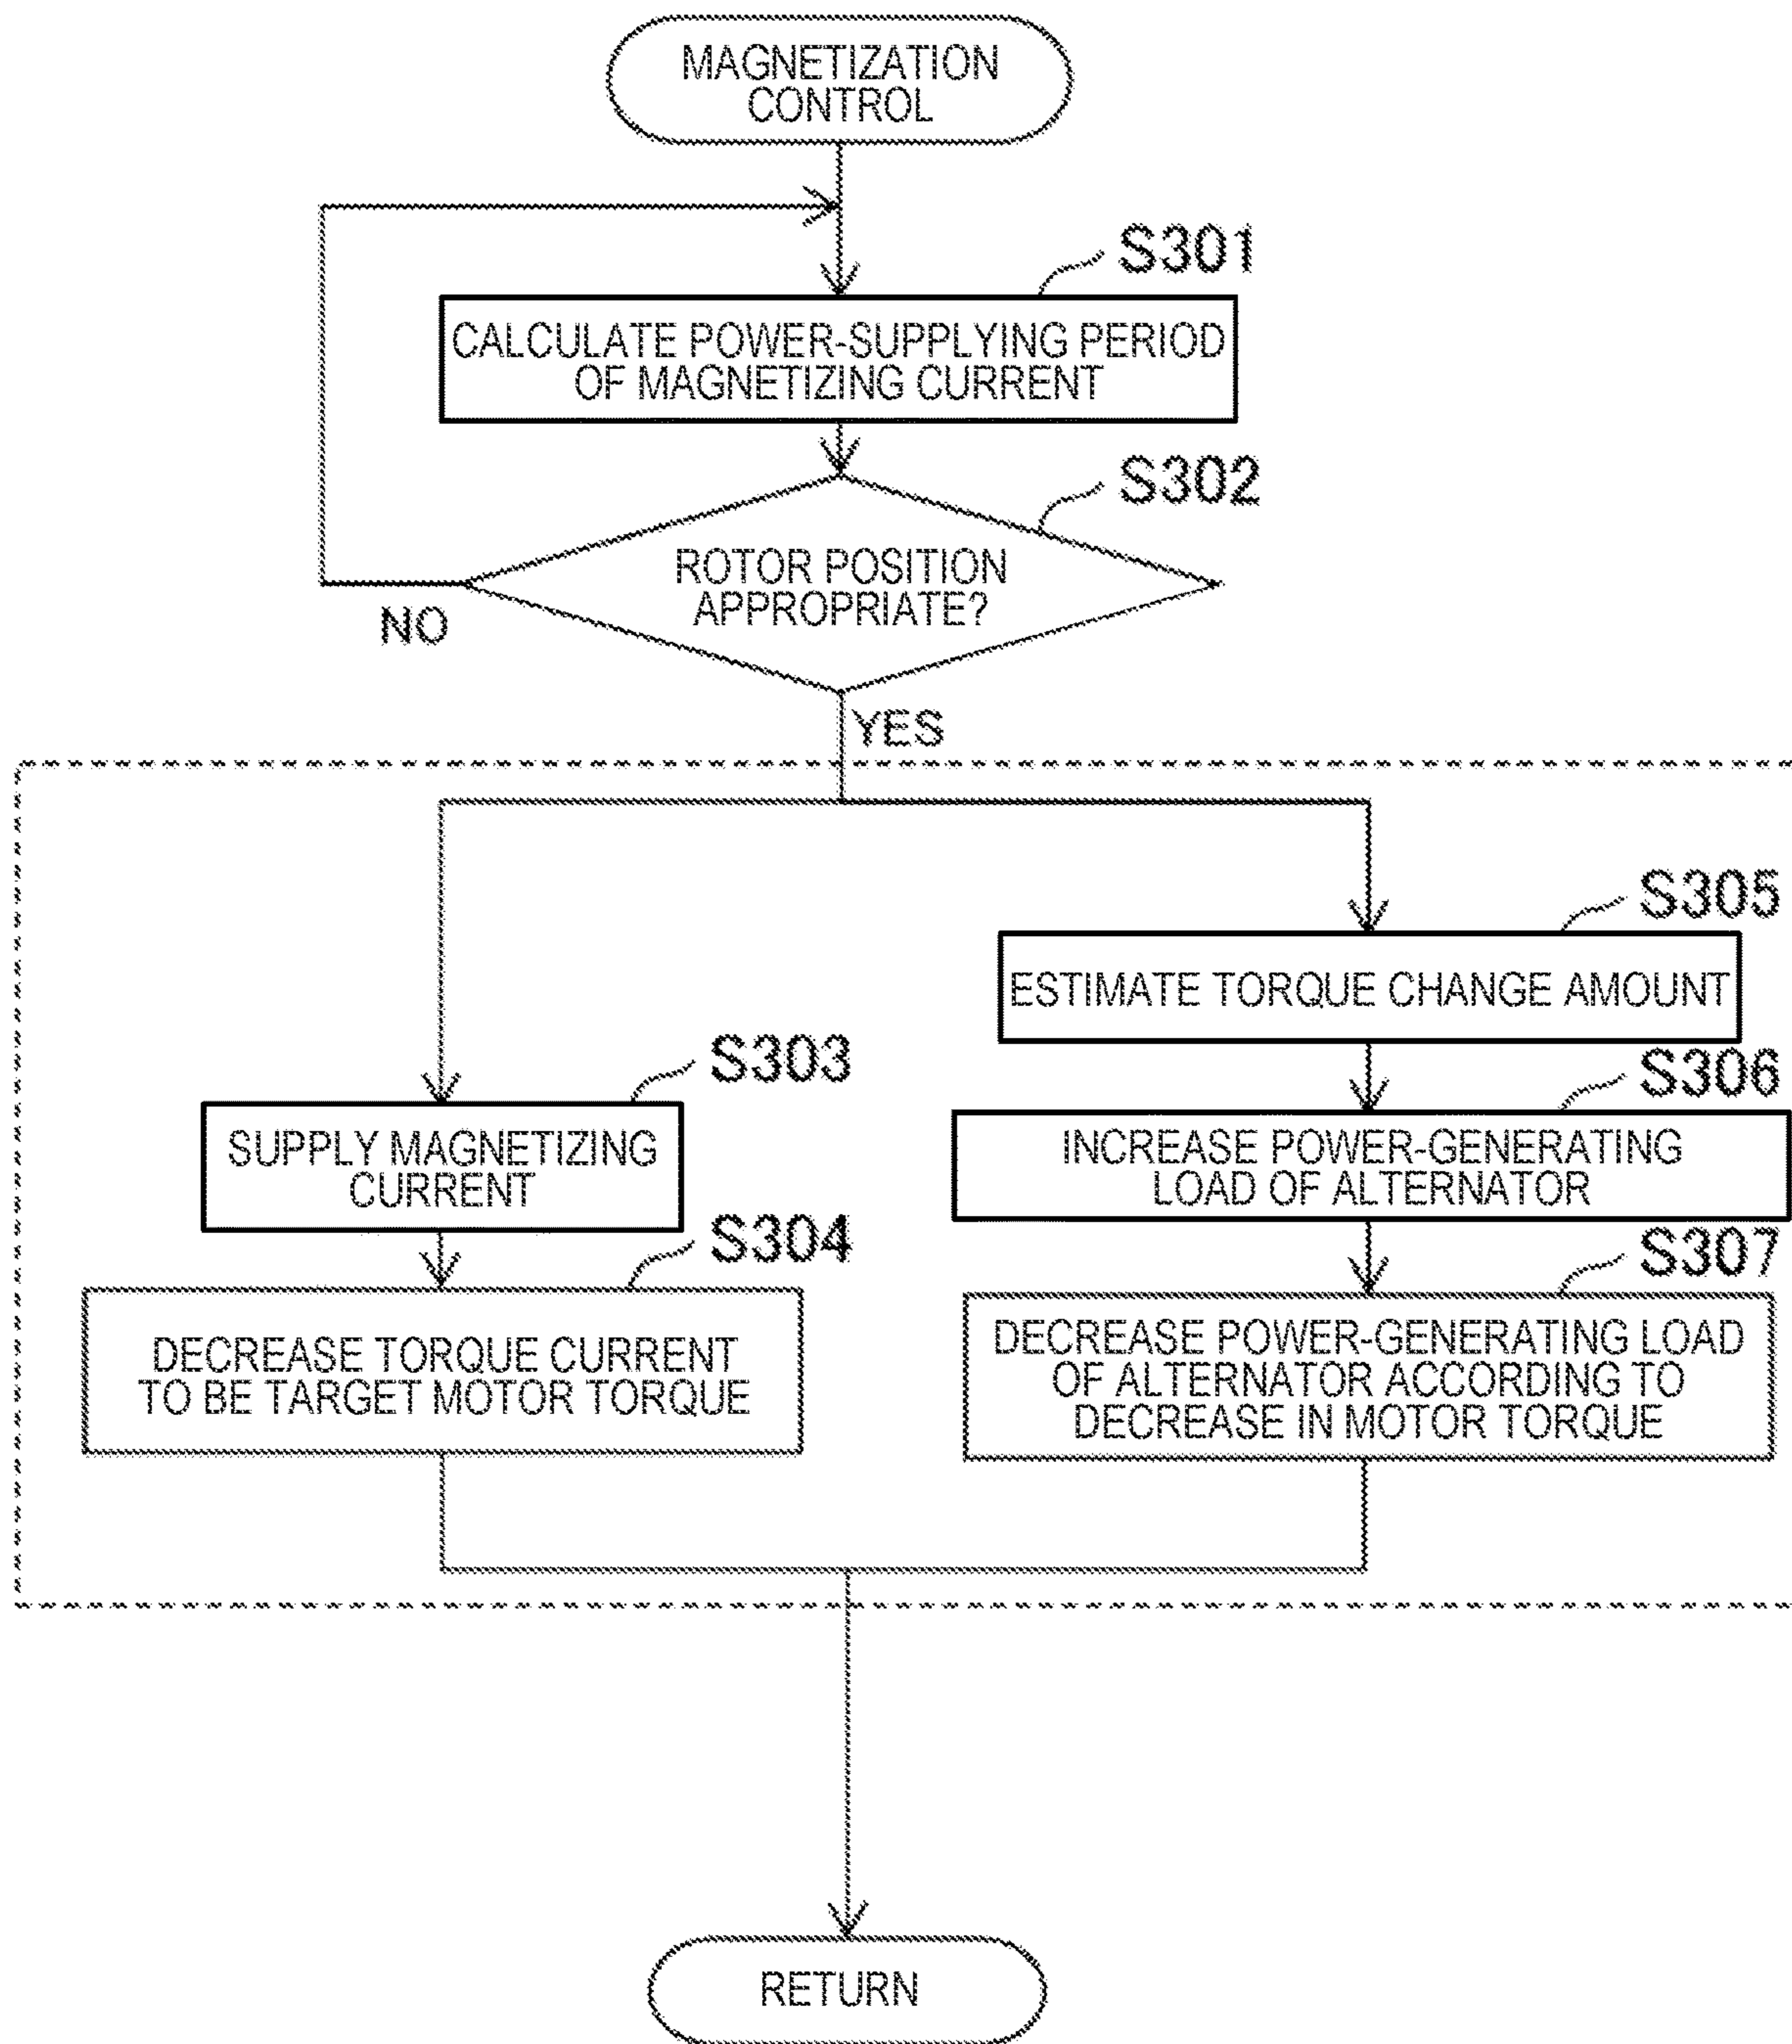 MAGNETIZATION
CONTROL
S301
CALCULATE POWER-SUPPLYING PERIOD
OF MAGNETIZING CURRENT
S302
ROTOR POSITION
APPROPRIATE?
NO
YES
S303
SUPPLY MAGNETIZING
CURRENT
S304
DECREASE TORQUE CURRENT
TO BE TARGET MOTOR TORQUE
S305
ESTIMATE TORQUE CHANGE AMOUNT
S306
INCREASE POWER-GENERATING
LOAD OF ALTERNATOR
S307
DECREASE POWER-GENERATING LOAD
OF ALTERNATOR ACCORDING TO
DECREASE IN MOTOR TORQUE
RETURN